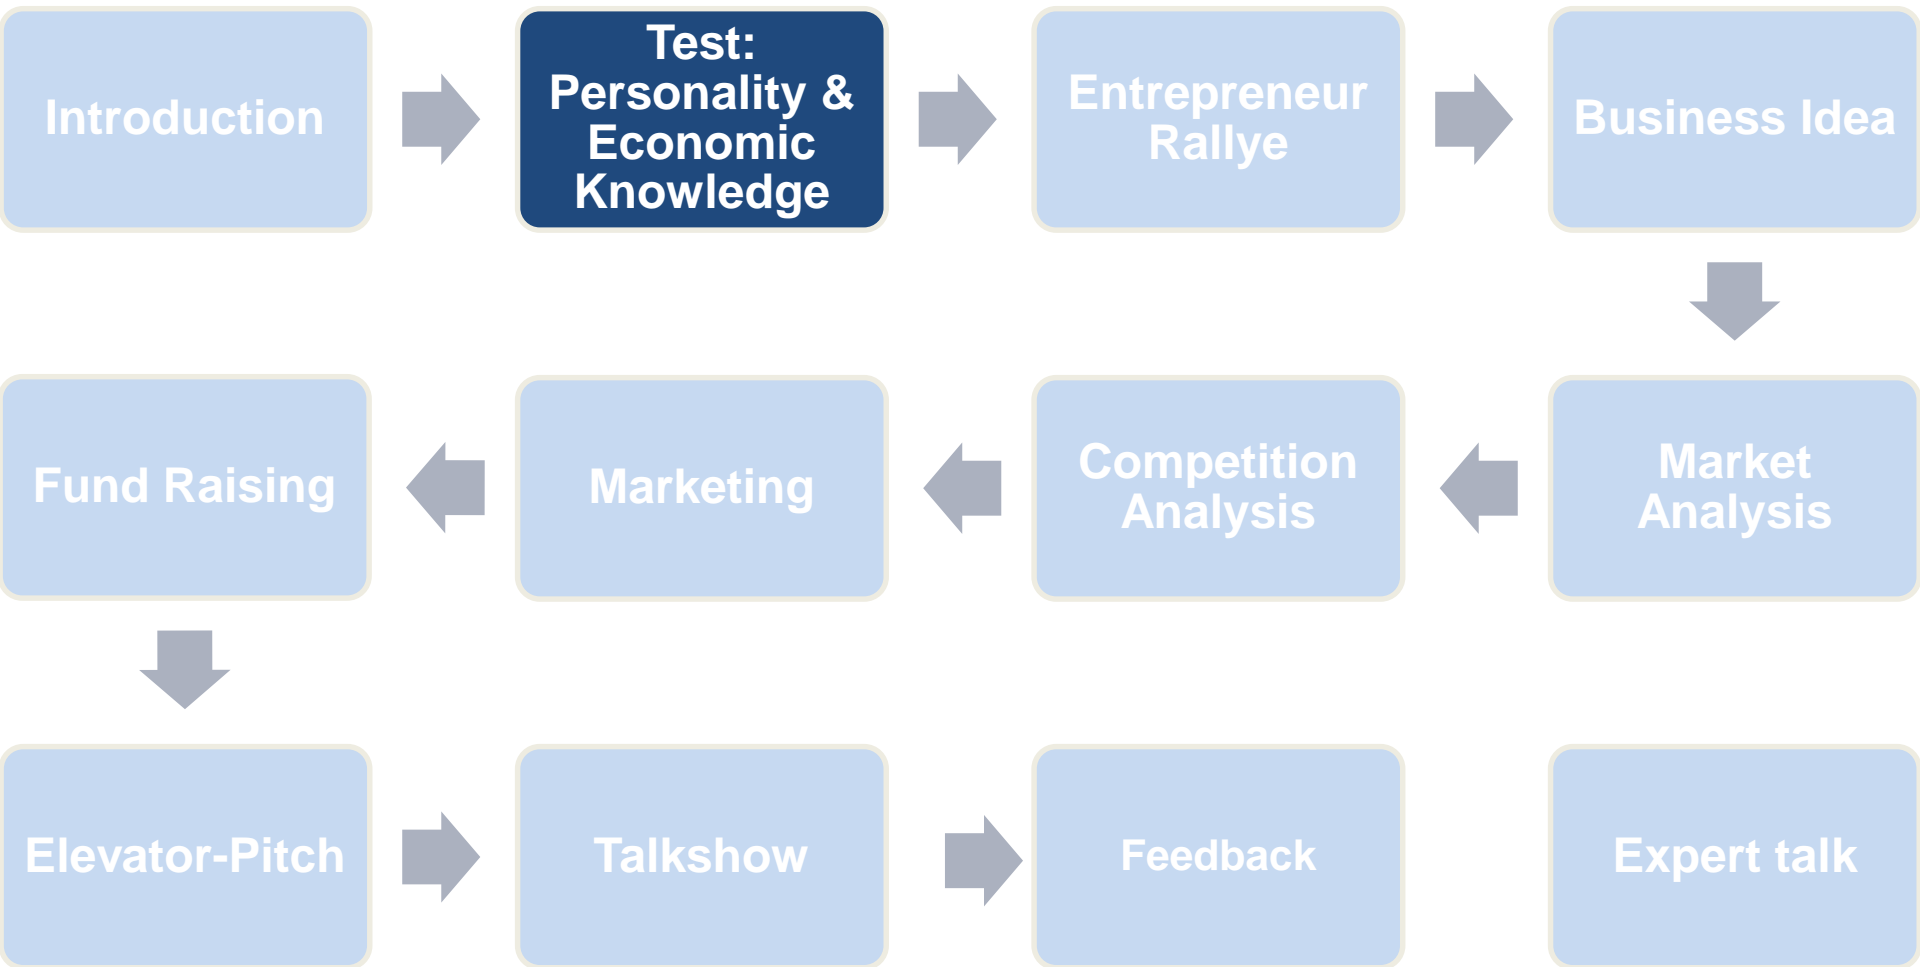 Introduction
Test:
Personality &
Economic
Knowledge
Entrepreneur
Rallye
Business Idea
Market
Analysis
Competition
Analysis
Marketing
Fund Raising
Elevator-Pitch
Talkshow
Feedback
Expert talk